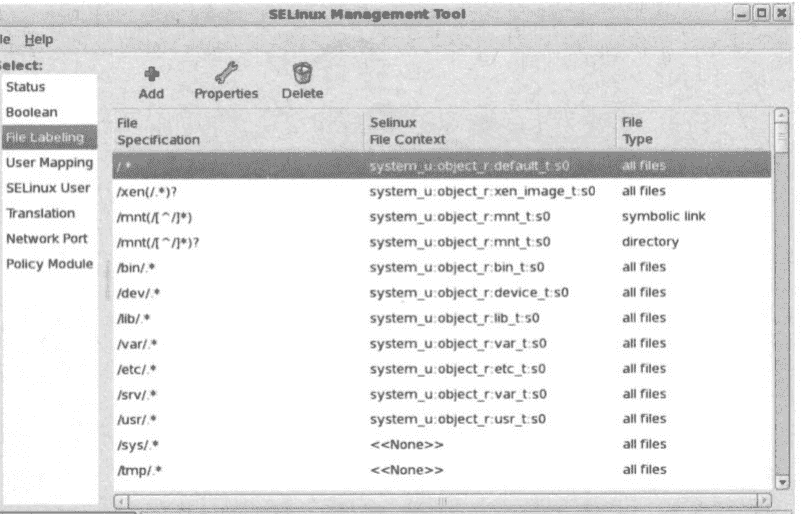 SELinux Management Tool
le Help
elect:
Status
Boolean
File Labeling
User Mapping
SELinux User
Translation
Network Port
Policy Module
Add Properties Delete
File Specification Selinux File Context File Type
/.* system_u:object_r:default_t:s0 all files
/xen(/.*)? system_u:object_r:xen_image_t:s0 all files
/mnt(/[^/]*) system_u:object_r:mnt_t:s0 symbolic link
/mnt(/[^/]*)? system_u:object_r:mnt_t:s0 directory
/bin/.* system_u:object_r:bin_t:s0 all files
/dev/.* system_u:object_r:device_t:s0 all files
/lib/.* system_u:object_r:lib_t:s0 all files
/var/.* system_u:object_r:var_t:s0 all files
/etc/.* system_u:object_r:etc_t:s0 all files
/srv/.* system_u:object_r:var_t:s0 all files
/usr/.* system_u:object_r:usr_t:s0 all files
/sys/.* <<None>> all files
/tmp/.* <<None>> all files